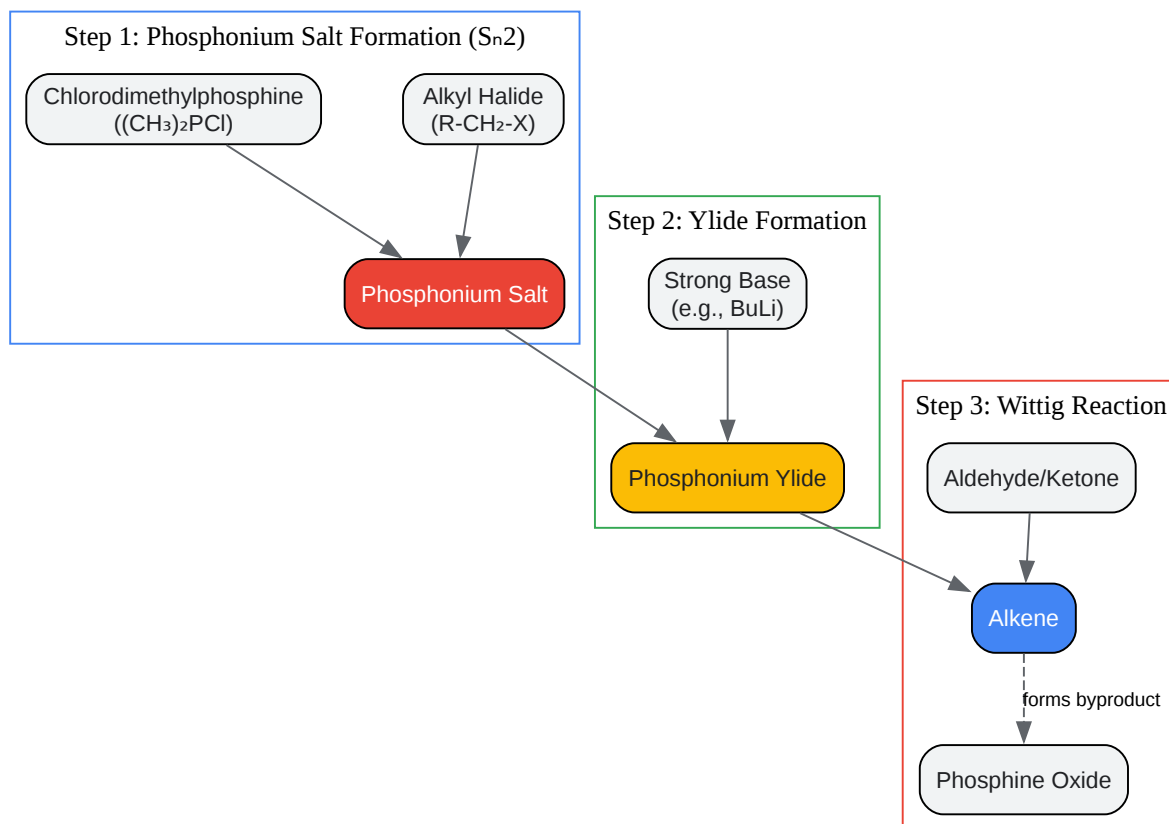 Step 1: Phosphonium Salt Formation (Sₙ2)
Chlorodimethylphosphine
((CH₃)₂PCl)
Alkyl Halide
(R-CH₂-X)
Phosphonium Salt
Step 2: Ylide Formation
Strong Base
(e.g., BuLi)
Phosphonium Ylide
Step 3: Wittig Reaction
Aldehyde/Ketone
Alkene
forms byproduct
Phosphine Oxide